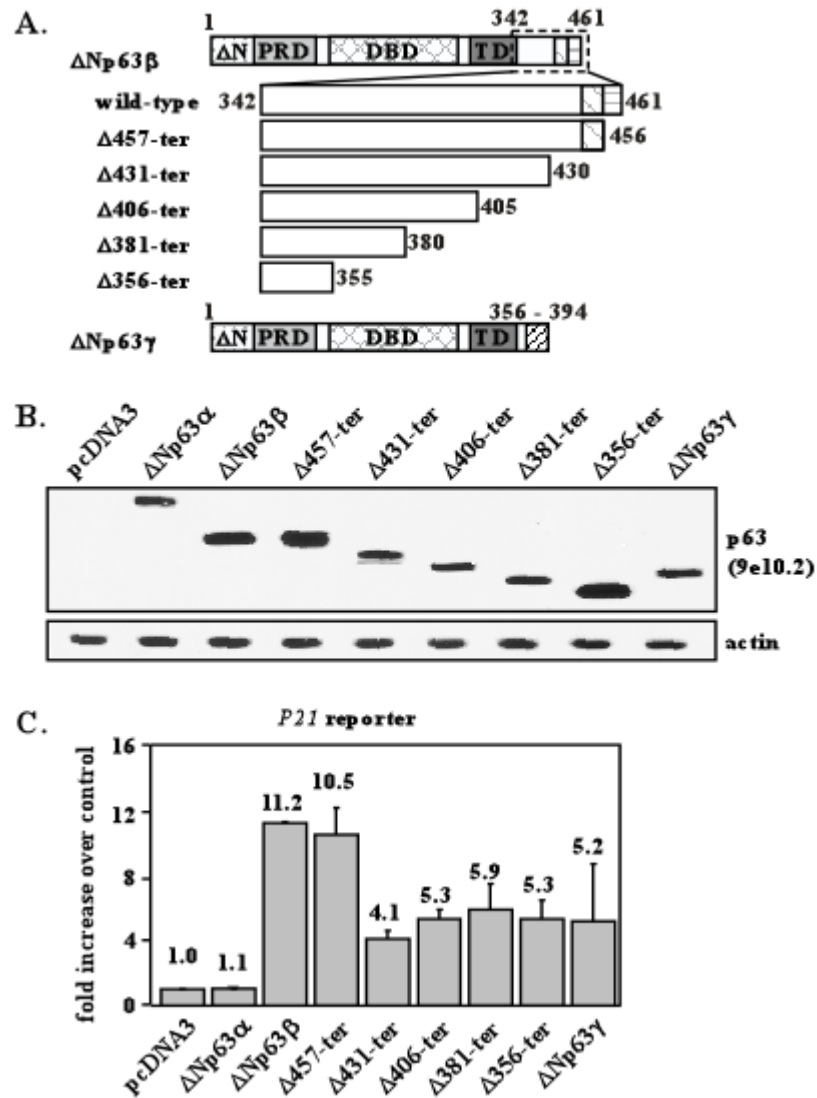 A.
1 342 461
ΔNp63β ΔN PRD DBD TD
wild-type 342 461
Δ457-ter 456
Δ431-ter 430
Δ406-ter 405
Δ381-ter 380
Δ356-ter 355
1 356 - 394
ΔNp63γ ΔN PRD DBD TD
B.
pcDNA3 ΔNp63α ΔNp63β Δ457-ter Δ431-ter Δ406-ter Δ381-ter Δ356-ter ΔNp63γ
p63
(9e10.2)
actin
C.
P21 reporter
fold increase over control
16
12
8
4
0
1.0 1.1 11.2 10.5 4.1 5.3 5.9 5.3 5.2
pcDNA3 ΔNp63α ΔNp63β Δ457-ter Δ431-ter Δ406-ter Δ381-ter Δ356-ter ΔNp63γ